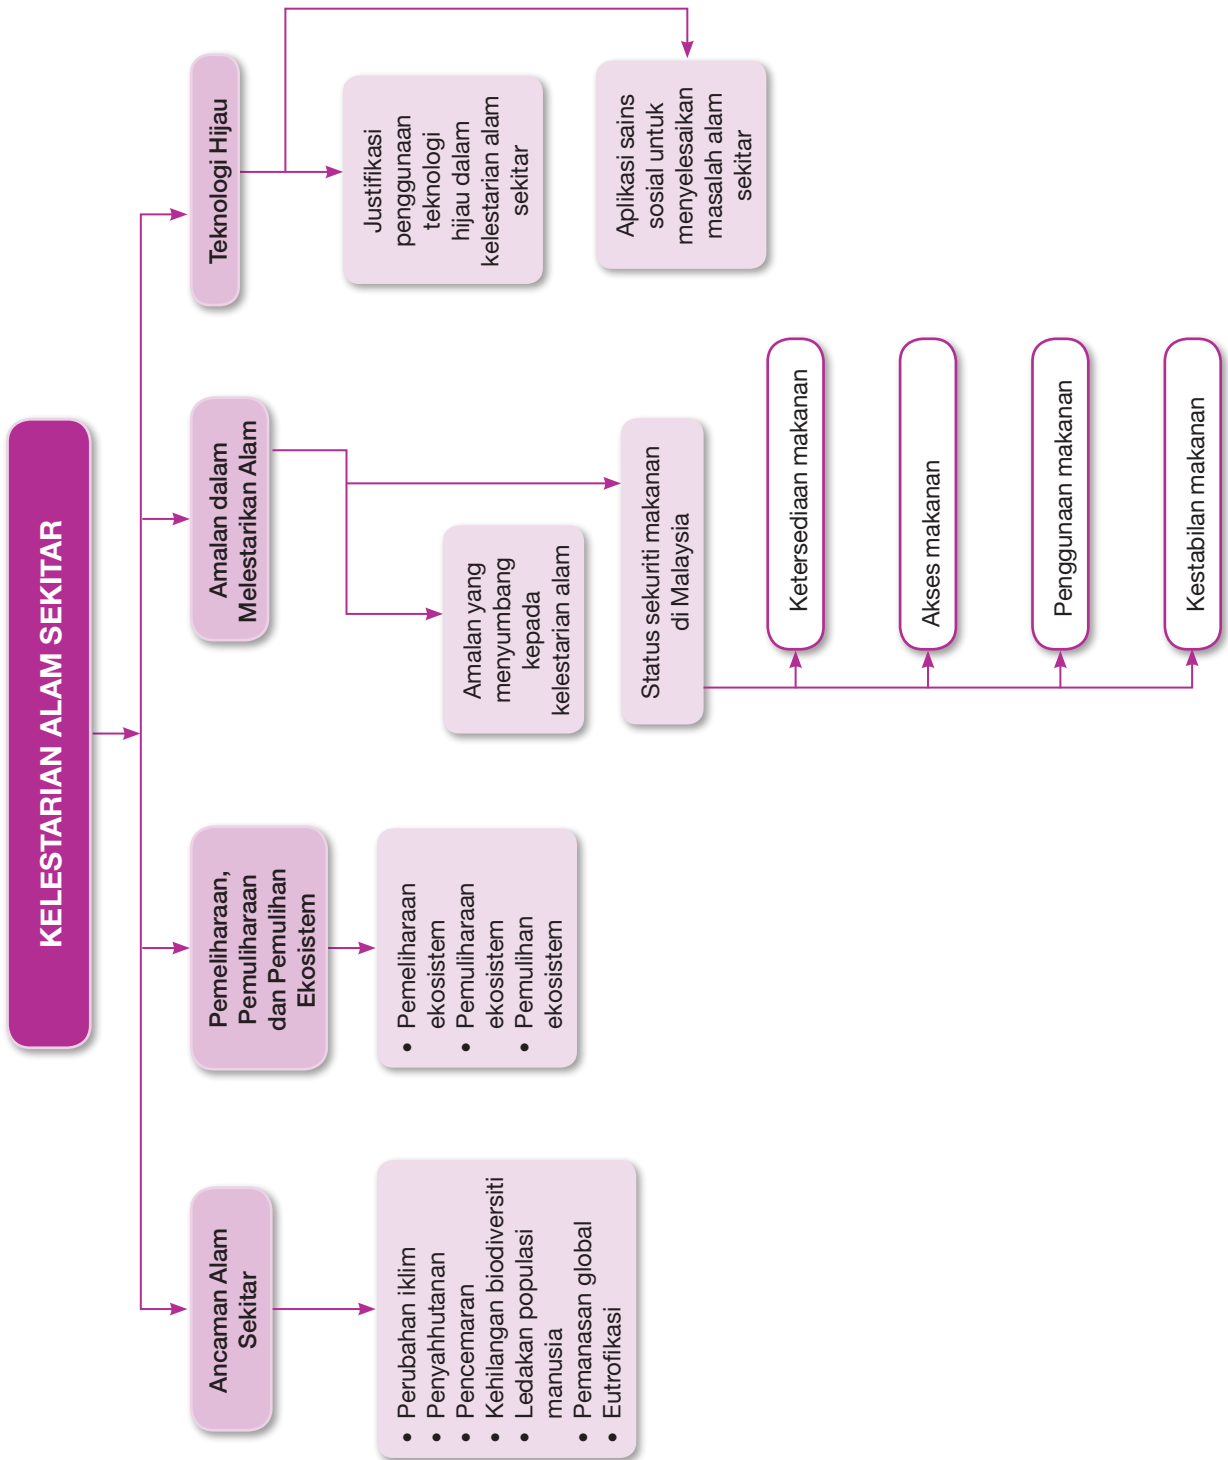 KELESTARIAN ALAM SEKITAR
Ancaman Alam
Sekitar
• Perubahan iklim
• Penyahhutanan
• Pencemaran
• Kehilangan biodiversiti
• Ledakan populasi
manusia
• Pemanasan global
• Eutrofikasi
Pemeliharaan,
Pemuliharaan
dan Pemulihan
Ekosistem
• Pemeliharaan
ekosistem
• Pemuliharaan
ekosistem
• Pemulihan
ekosistem
Amalan dalam
Melestarikan Alam
Amalan yang
menyumbang
kepada
kelestarian alam
Status sekuriti makanan
di Malaysia
Ketersediaan makanan
Akses makanan
Penggunaan makanan
Kestabilan makanan
Teknologi Hijau
Justifikasi
penggunaan
teknologi
hijau dalam
kelestarian alam
sekitar
Aplikasi sains
sosial untuk
menyelesaikan
masalah alam
sekitar